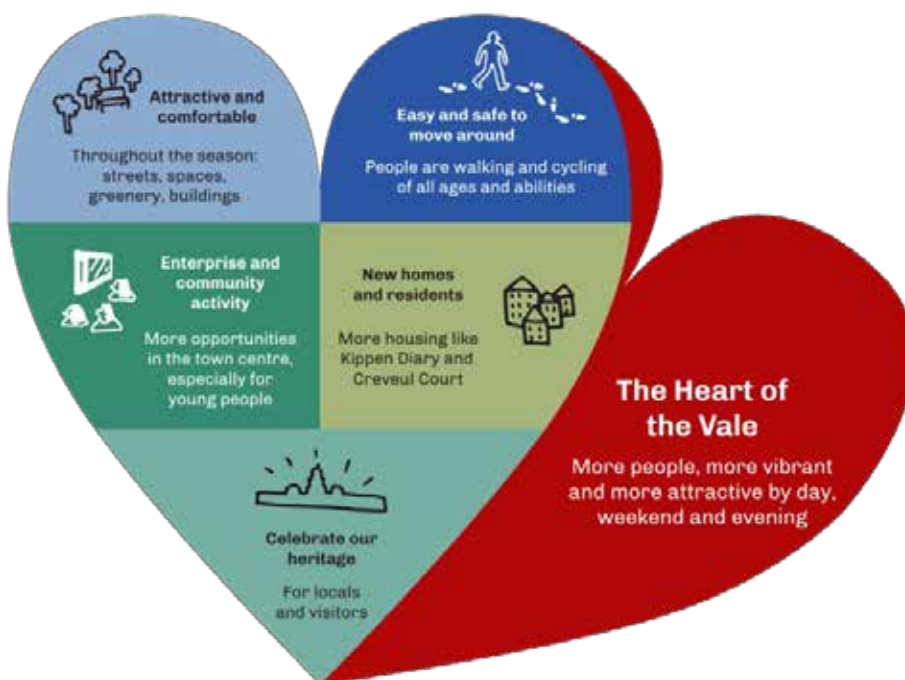 Attractive and
comfortable
Throughout the season:
streets, spaces,
greenery, buildings
Easy and safe to
move around
People are walking and cycling
of all ages and abilities
Enterprise and
community
activity
More opportunities
in the town centre,
especially for
young people
New homes
and residents
More housing like
Kippen Diary and
Creveul Court
Celebrate our
heritage
For locals
and visitors
The Heart of
the Vale
More people, more vibrant
and more attractive by day,
weekend and evening